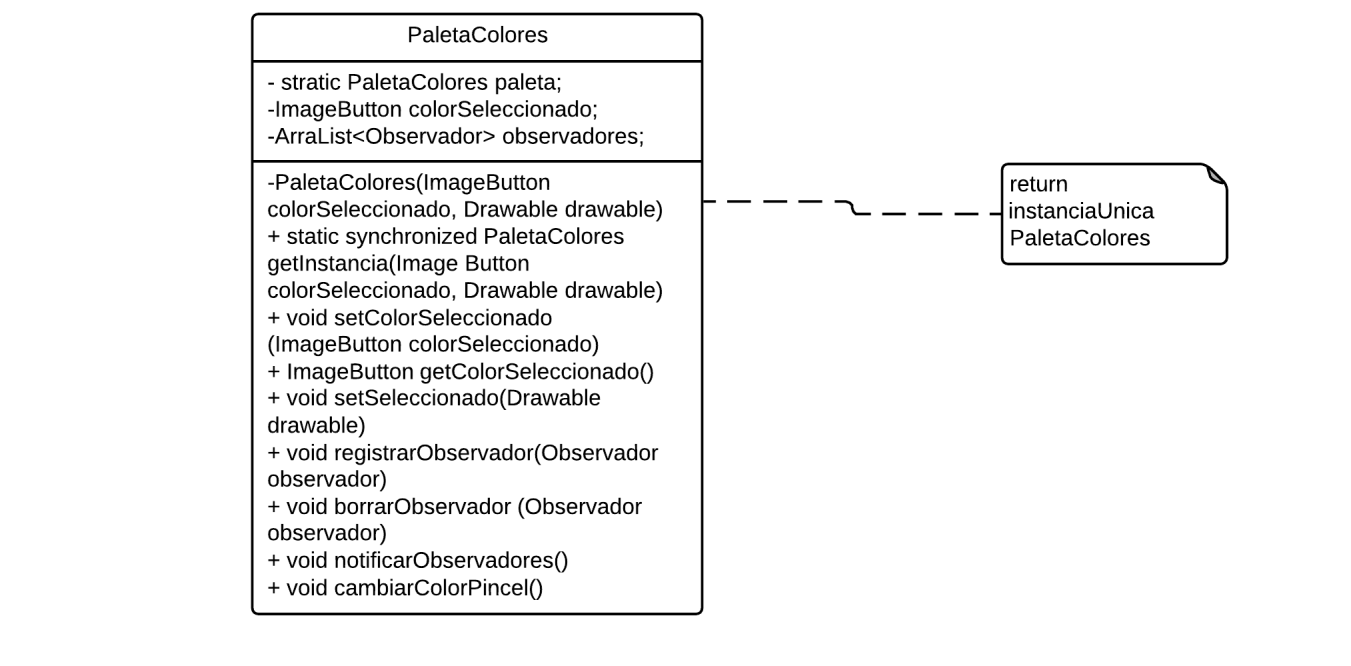 PaletaColores
- stratic PaletaColores paleta;
-ImageButton colorSeleccionado;
-ArraList<Observador> observadores;
-PaletaColores(ImageButton
colorSeleccionado, Drawable drawable)
+ static synchronized PaletaColores
getInstancia(Image Button
colorSeleccionado, Drawable drawable)
+ void setColorSeleccionado
(ImageButton colorSeleccionado)
+ ImageButton getColorSeleccionado()
+ void setSeleccionado(Drawable
drawable)
+ void registrarObservador(Observador
observador)
+ void borrarObservador (Observador
observador)
+ void notificarObservadores()
+ void cambiarColorPincel()
return
instanciaUnica
PaletaColores